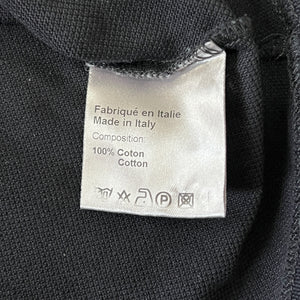 Fabriqué en Italie
Made in Italy
Composition:
100% Coton
Cotton
P